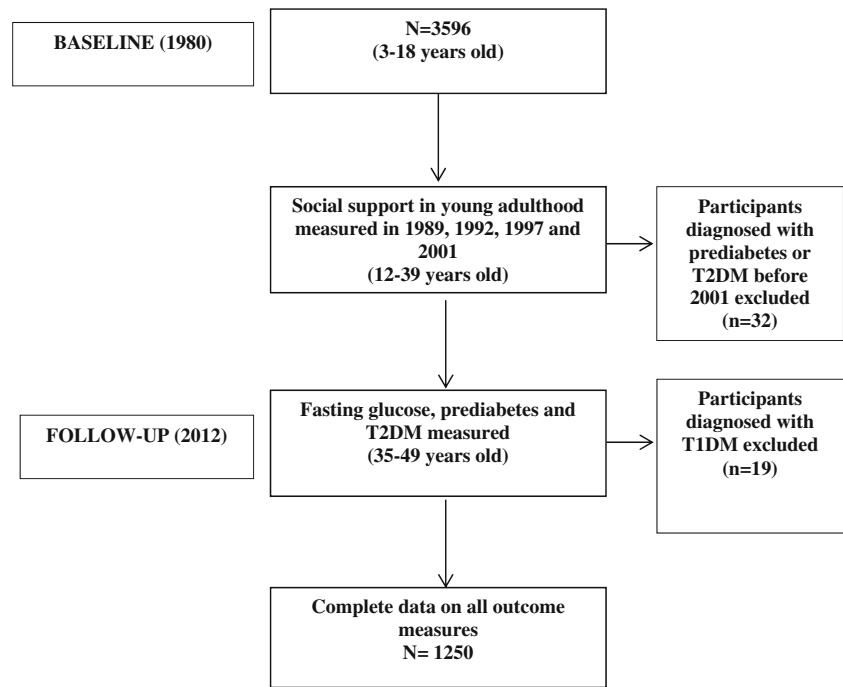 BASELINE (1980)
N=3596
(3-18 years old)
Social support in young adulthood
measured in 1989, 1992, 1997 and
2001
(12-39 years old)
Participants
diagnosed with
prediabetes or
T2DM before
2001 excluded
(n=32)
FOLLOW-UP (2012)
Fasting glucose, prediabetes and
T2DM measured
(35-49 years old)
Participants
diagnosed with
T1DM excluded
(n=19)
Complete data on all outcome
measures
N= 1250